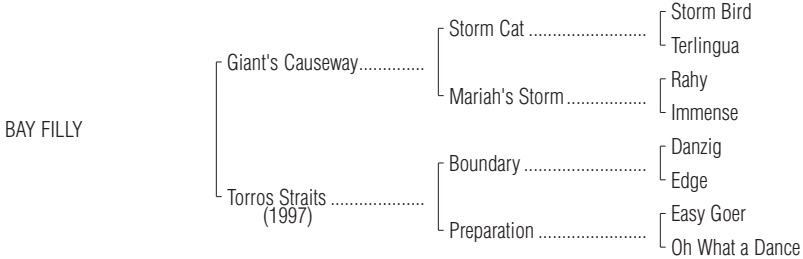 Storm Bird
Storm Cat ........................
Terlingua
Giant's Causeway..............
Rahy
Mariah's Storm .................
Immense
BAY FILLY
Danzig
Boundary .........................
Edge
Torros Straits ....................
(1997)
Easy Goer
Preparation ......................
Oh What a Dance